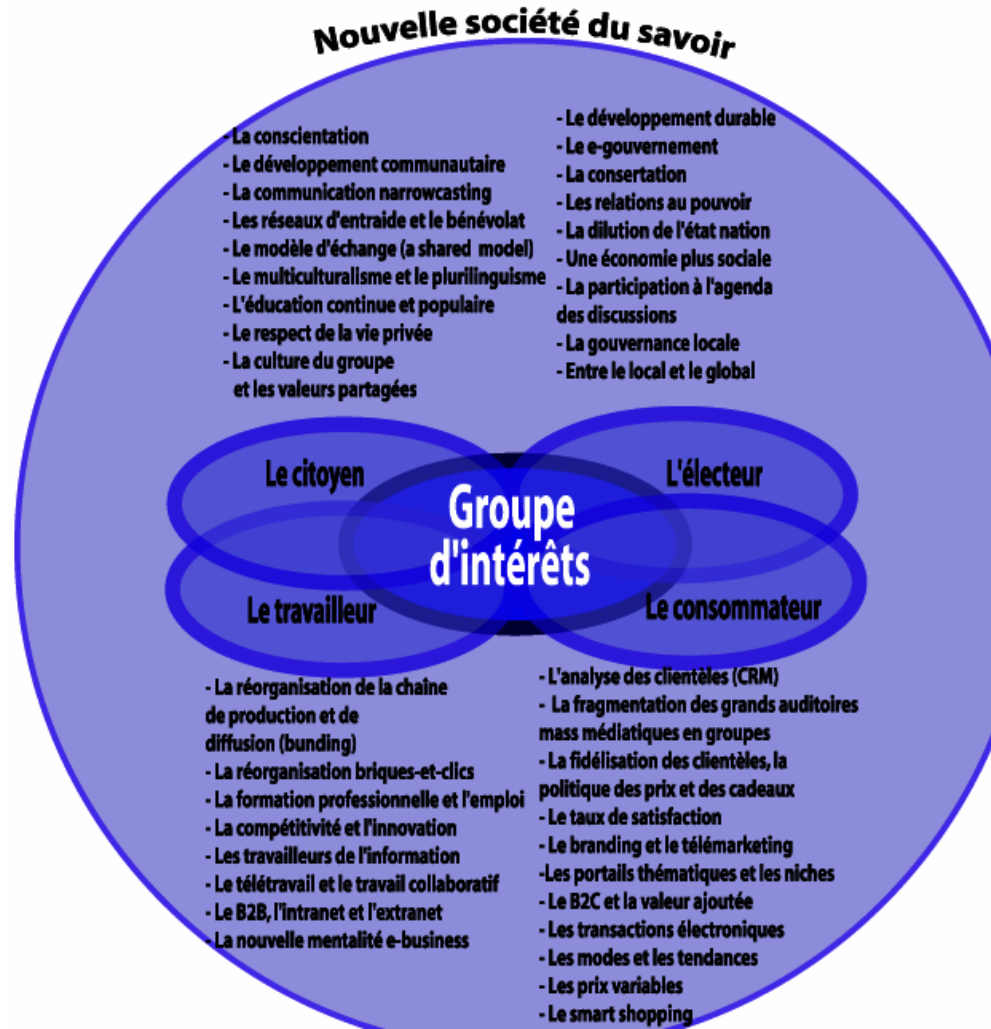 Nouvelle société du savoir
- La conscientation
- Le développement communautaire
- La communication narrowcasting
- Les réseaux d'entraide et le bénévolat
- Le modèle d'échange (a shared model)
- Le multiculturalisme et le plurilinguisme
- L'éducation continue et populaire
- Le respect de la vie privée
- La culture du groupe
et les valeurs partagées
- Le développement durable
- Le e-gouvernement
- La consertation
- Les relations au pouvoir
- La dilution de l'état nation
- Une économie plus sociale
- La participation à l'agenda
des discussions
- La gouvernance locale
- Entre le local et le global
Le citoyen
L'électeur
Groupe
d'intérêts
Le travailleur
Le consommateur
- La réorganisation de la chaîne
de production et de
diffusion (bunding)
- La réorganisation briques-et-clics
- La formation professionnelle et l'emploi
- La compétitivité et l'innovation
- Les travailleurs de l'information
- Le télétravail et le travail collaboratif
- Le B2B, l'intranet et l'extranet
- La nouvelle mentalité e-business
- L'analyse des clientèles (CRM)
- La fragmentation des grands auditoires
mass médiatiques en groupes
- La fidélisation des clientèles, la
politique des prix et des cadeaux
- Le taux de satisfaction
- Le branding et le télémarketing
-Les portails thématiques et les niches
- Le B2C et la valeur ajoutée
- Les transactions électroniques
- Les modes et les tendances
- Les prix variables
- Le smart shopping